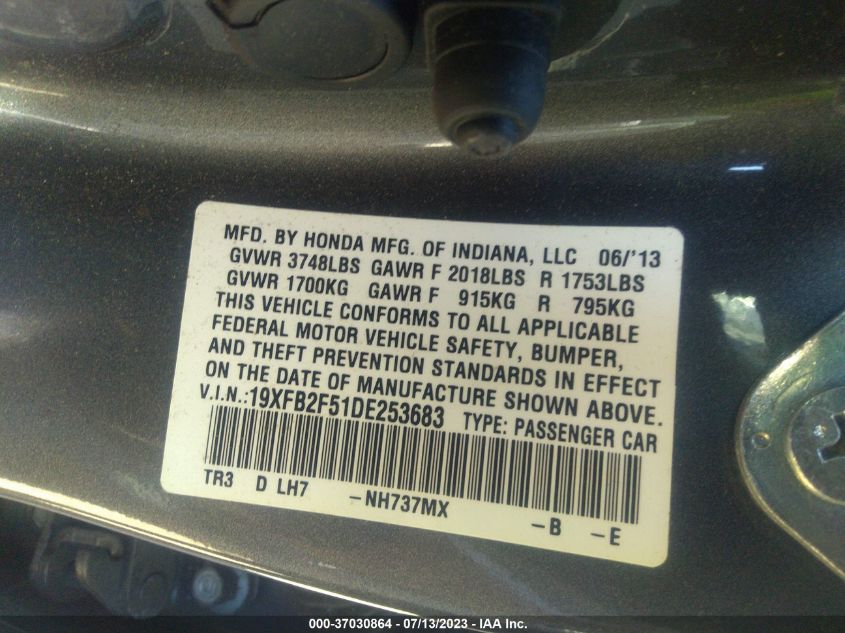 MFD. BY HONDA MFG. OF INDIANA, LLC 06/'13
GVWR 3748LBS GAWR F 2018LBS R 1753LBS
GVWR 1700KG GAWR F 915KG R 795KG
THIS VEHICLE CONFORMS TO ALL APPLICABLE
FEDERAL MOTOR VEHICLE SAFETY, BUMPER,
AND THEFT PREVENTION STANDARDS IN EFFECT
ON THE DATE OF MANUFACTURE SHOWN ABOVE.
V.I.N.:19XFB2F51DE253683 TYPE: PASSENGER CAR
TR3 D LH7 -NH737MX -B -E
000-37030864 - 07/13/2023 - IAA Inc.